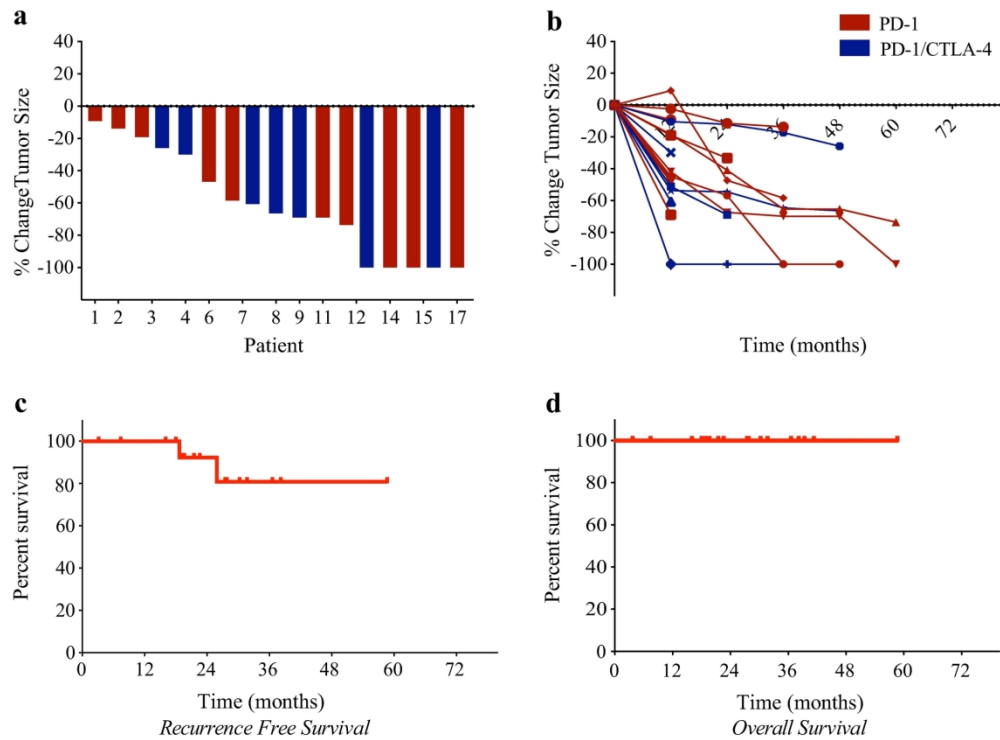 a
% ChangeTumor Size
40
20
0
-20
-40
-60
-80
-100
1 2 3 4 6 7 8 9 11 12 14 15 17
Patient
b
PD-1
PD-1/CTLA-4
% Change Tumor Size
40
20
0
-20
-40
-60
-80
-100
36 48 60 72
Time (months)
c
Percent survival
100
80
60
40
20
0
0 12 24 36 48 60 72
Time (months)
Recurrence Free Survival
d
Percent survival
100
80
60
40
20
0
0 12 24 36 48 60 72
Time (months)
Overall Survival